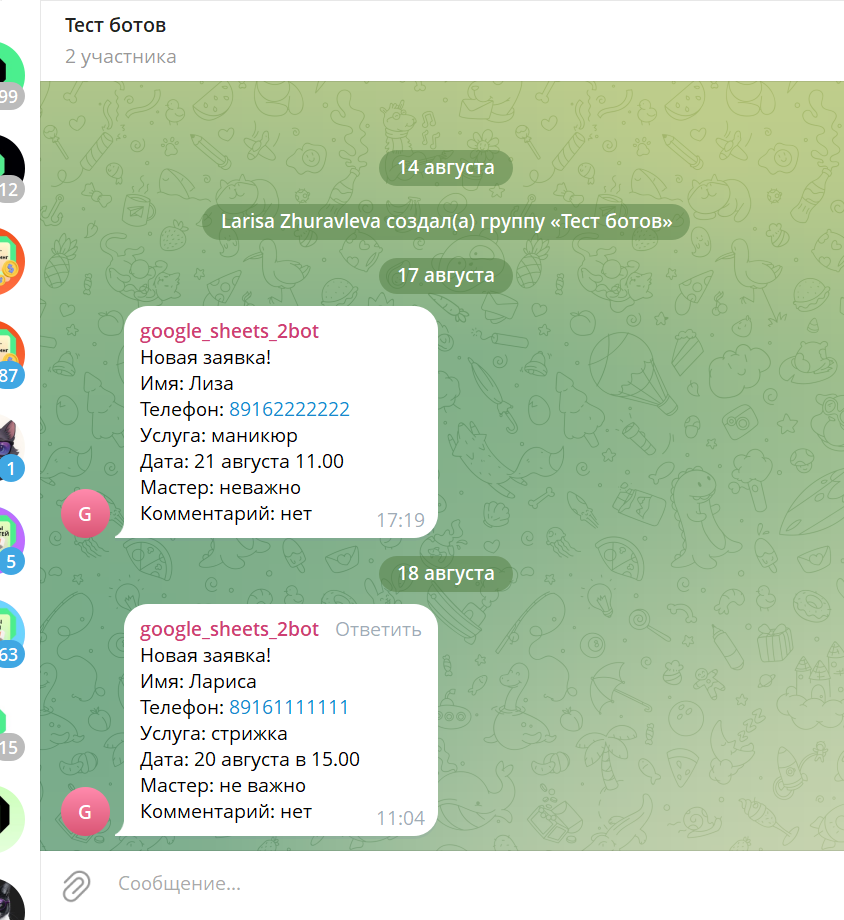 Тест ботов
2 участника
99
12
87
1
5
63
15
14 августа
Larisa Zhuravleva создал(а) группу «Тест ботов»
17 августа
google_sheets_2bot
Новая заявка!
Имя: Лиза
Телефон: 89162222222
Услуга: маникюр
Дата: 21 августа 11.00
Мастер: неважно
Комментарий: нет
17:19
G
18 августа
google_sheets_2bot Ответить
Новая заявка!
Имя: Лариса
Телефон: 89161111111
Услуга: стрижка
Дата: 20 августа в 15.00
Мастер: не важно
Комментарий: нет
11:04
G
Сообщение...